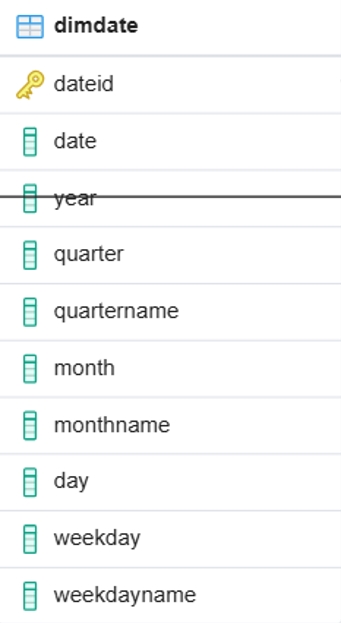 dimdate
dateid
date
year
quarter
quartername
month
monthname
day
weekday
weekdayname